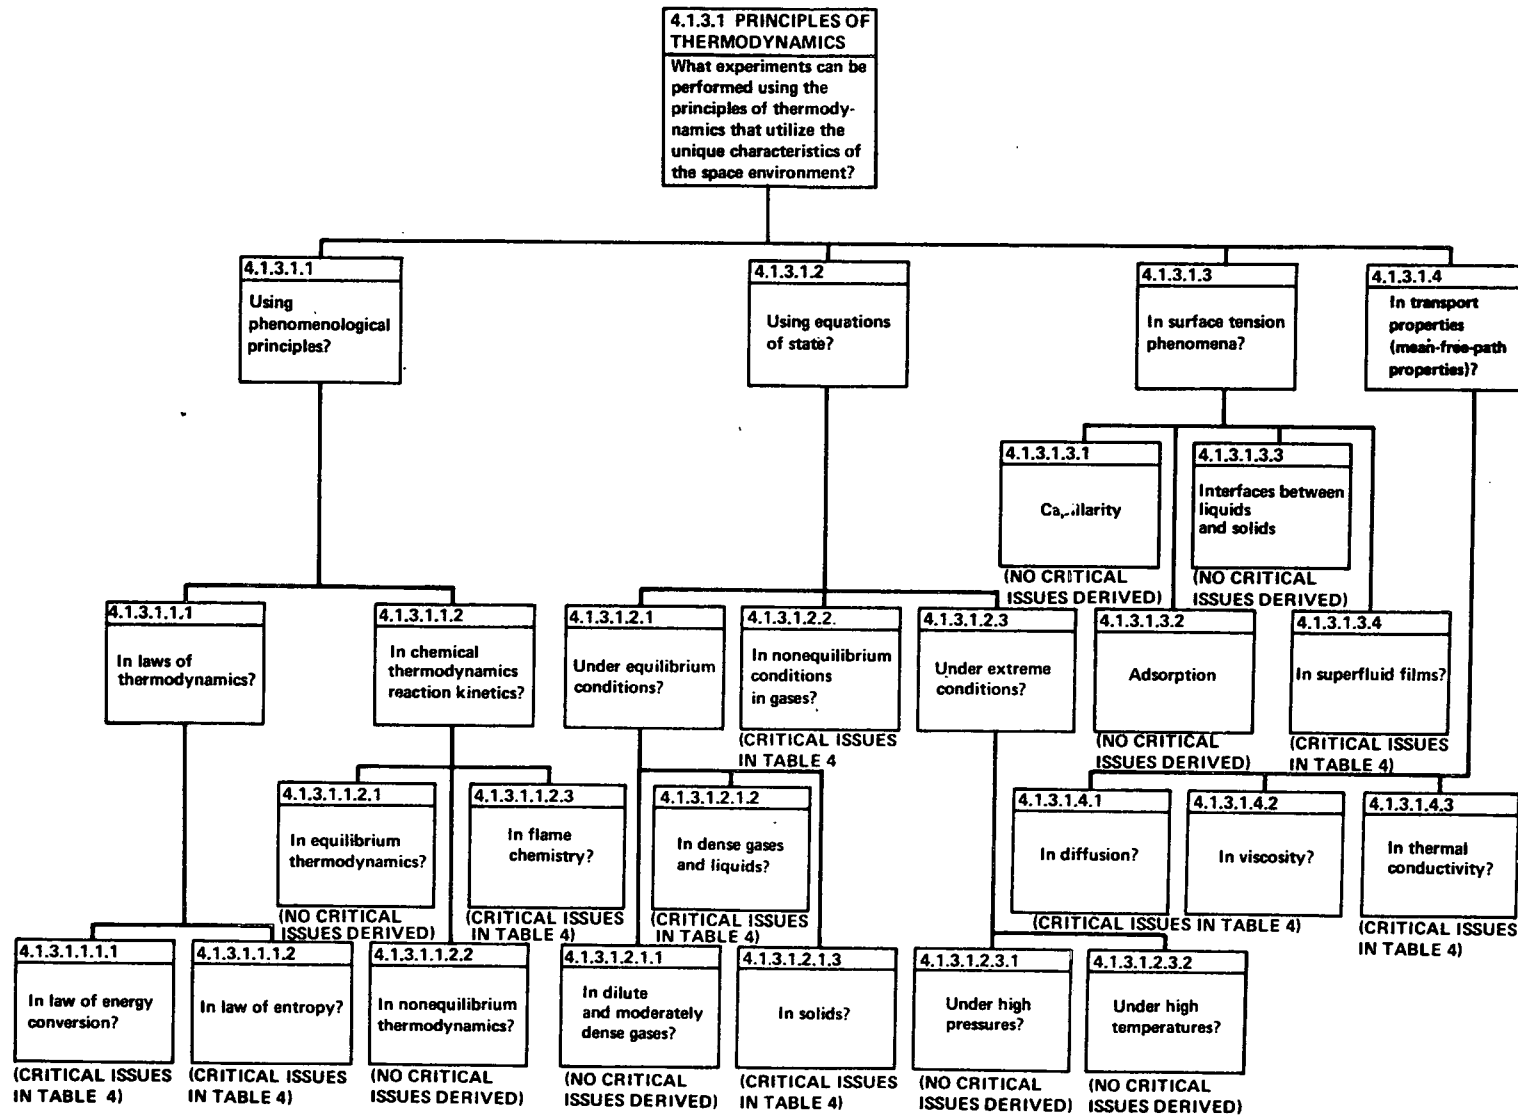 4.1.3.1 PRINCIPLES OF
THERMODYNAMICS
What experiments can be
performed using the
principles of thermody-
namics that utilize the
unique characteristics of
the space environment?
4.1.3.1.1
Using
phenomenological
principles?
4.1.3.1.2
Using equations
of state?
4.1.3.1.3
In surface tension
phenomena?
4.1.3.1.4
In transport
properties
(mean-free-path
properties)?
4.1.3.1.3.1
Capillarity
(NO CRITICAL
ISSUES DERIVED)
4.1.3.1.3.3
Interfaces between
liquids
and solids
(NO CRITICAL
ISSUES DERIVED)
4.1.3.1.1.1
In laws of
thermodynamics?
4.1.3.1.1.2
In chemical
thermodynamics
reaction kinetics?
4.1.3.1.2.1
Under equilibrium
conditions?
4.1.3.1.2.2.
In nonequilibrium
conditions
in gases?
(CRITICAL ISSUES
IN TABLE 4
4.1.3.1.2.3
Under extreme
conditions?
4.1.3.1.3.2
Adsorption
(NO CRITICAL
ISSUES DERIVED)
4.1.3.1.3.4
In superfluid films?
(CRITICAL ISSUES
IN TABLE 4)
4.1.3.1.1.2.1
In equilibrium
thermodynamics?
(NO CRITICAL
ISSUES DERIVED)
4.1.3.1.1.2.3
In flame
chemistry?
(CRITICAL ISSUES
IN TABLE 4)
4.1.3.1.2.1.2
In dense gases
and liquids?
(CRITICAL ISSUES
IN TABLE 4)
4.1.3.1.4.1
In diffusion?
4.1.3.1.4.2
In viscosity?
(CRITICAL ISSUES IN TABLE 4)
4.1.3.1.4.3
In thermal
conductivity?
(CRITICAL ISSUES
IN TABLE 4)
4.1.3.1.1.1.1
In law of energy
conversion?
(CRITICAL ISSUES
IN TABLE 4)
4.1.3.1.1.1.2
In law of entropy?
(CRITICAL ISSUES
IN TABLE 4)
4.1.3.1.1.2.2
In nonequilibrium
thermodynamics?
(NO CRITICAL
ISSUES DERIVED)
4.1.3.1.2.1.1
In dilute
and moderately
dense gases?
(NO CRITICAL
ISSUES DERIVED)
4.1.3.1.2.1.3
In solids?
(CRITICAL ISSUES
IN TABLE 4)
4.1.3.1.2.3.1
Under high
pressures?
(NO CRITICAL
ISSUES DERIVED)
4.1.3.1.2.3.2
Under high
temperatures?
(NO CRITICAL
ISSUES DERIVED)